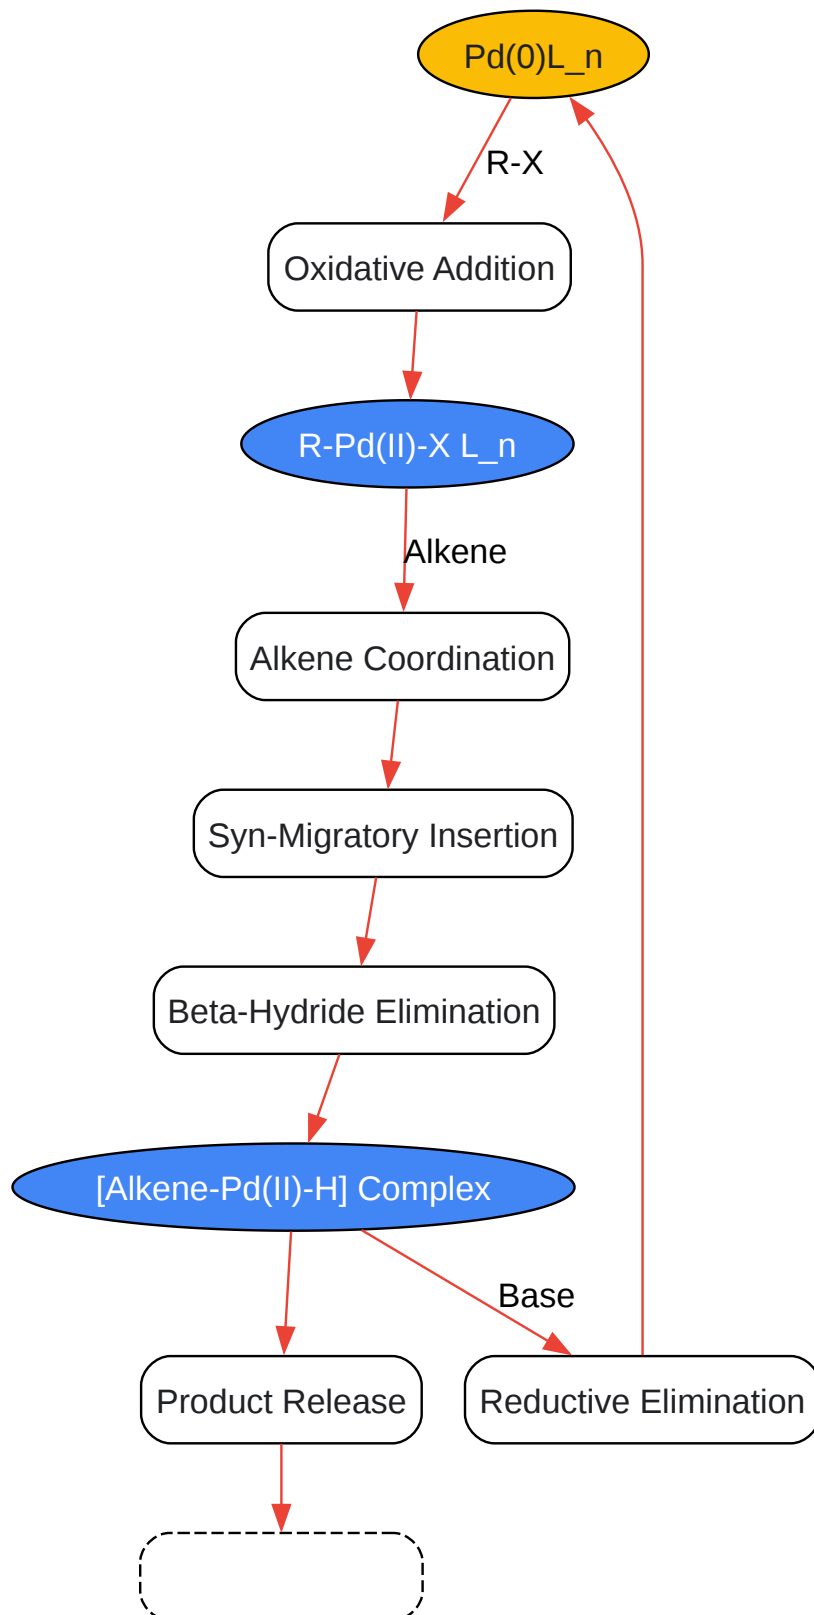 Pd(0)L_n
R-X
Oxidative Addition
R-Pd(II)-X L_n
Alkene
Alkene Coordination
Syn-Migratory Insertion
Beta-Hydride Elimination
[Alkene-Pd(II)-H] Complex
Base
Product Release
Reductive Elimination